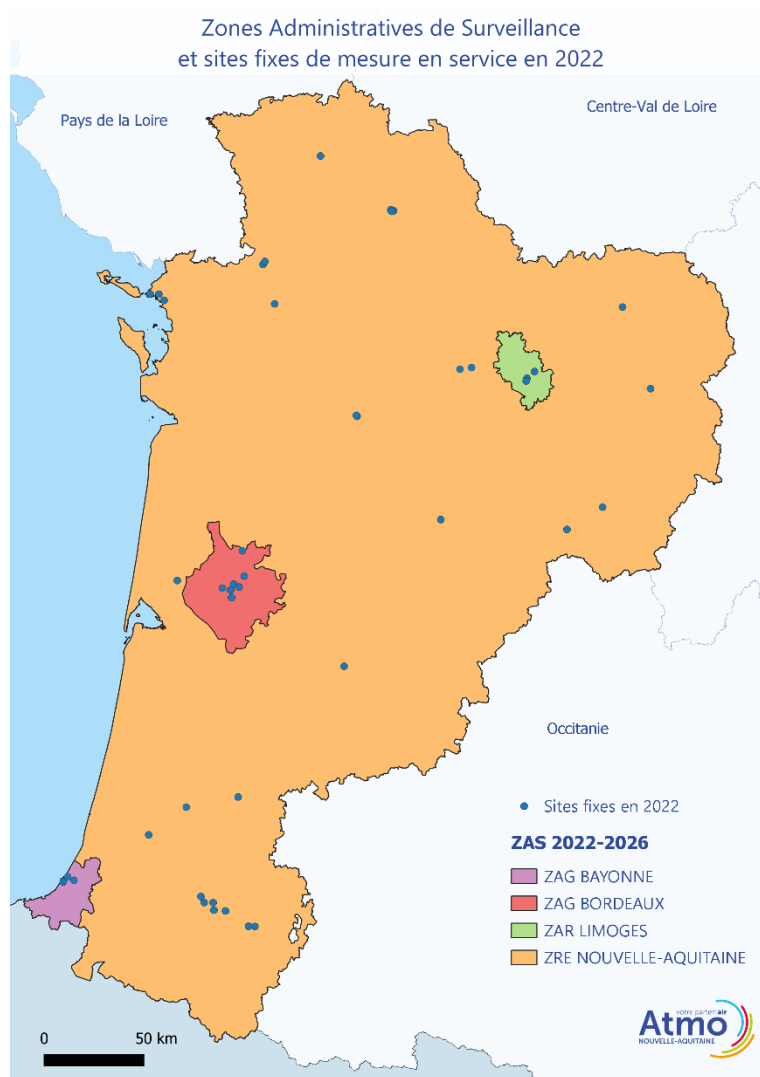 Zones Administratives de Surveillance
et sites fixes de mesure en service en 2022
Centre-Val de Loire
Pays de la Loire
Occitanie
Sites fixes en 2022
ZAS 2022-2026
ZAG BAYONNE
ZAG BORDEAUX
ZAR LIMOGES
ZRE NOUVELLE-AQUITAINE
votre parten'air
Atmo
NOUVELLE-AQUITAINE
0 50 km